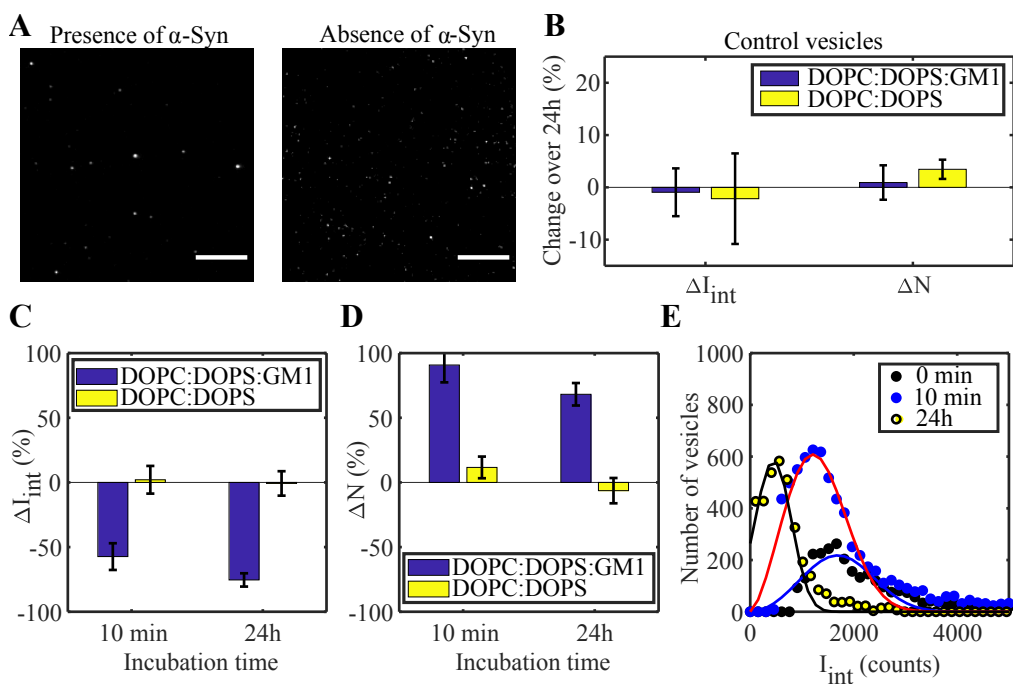 A
Presence of α-Syn
Absence of α-Syn
B
Control vesicles
Change over 24h (%)
20
10
0
-10
DOPC:DOPS:GM1
DOPC:DOPS
ΔI_int
ΔN
C
ΔI_int (%)
100
50
0
-50
-100
DOPC:DOPS:GM1
DOPC:DOPS
10 min
24h
Incubation time
D
ΔN (%)
100
50
0
-50
-100
DOPC:DOPS:GM1
DOPC:DOPS
10 min
24h
Incubation time
E
Number of vesicles
1000
800
600
400
200
0
0 min
10 min
24h
0
2000
4000
I_int (counts)